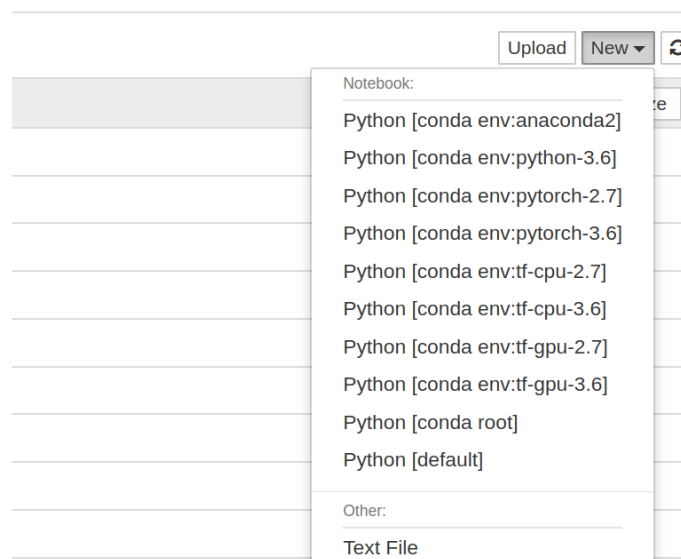 Upload
New
Notebook:
ze
Python [conda env:anaconda2]
Python [conda env:python-3.6]
Python [conda env:pytorch-2.7]
Python [conda env:pytorch-3.6]
Python [conda env:tf-cpu-2.7]
Python [conda env:tf-cpu-3.6]
Python [conda env:tf-gpu-2.7]
Python [conda env:tf-gpu-3.6]
Python [conda root]
Python [default]
Other:
Text File